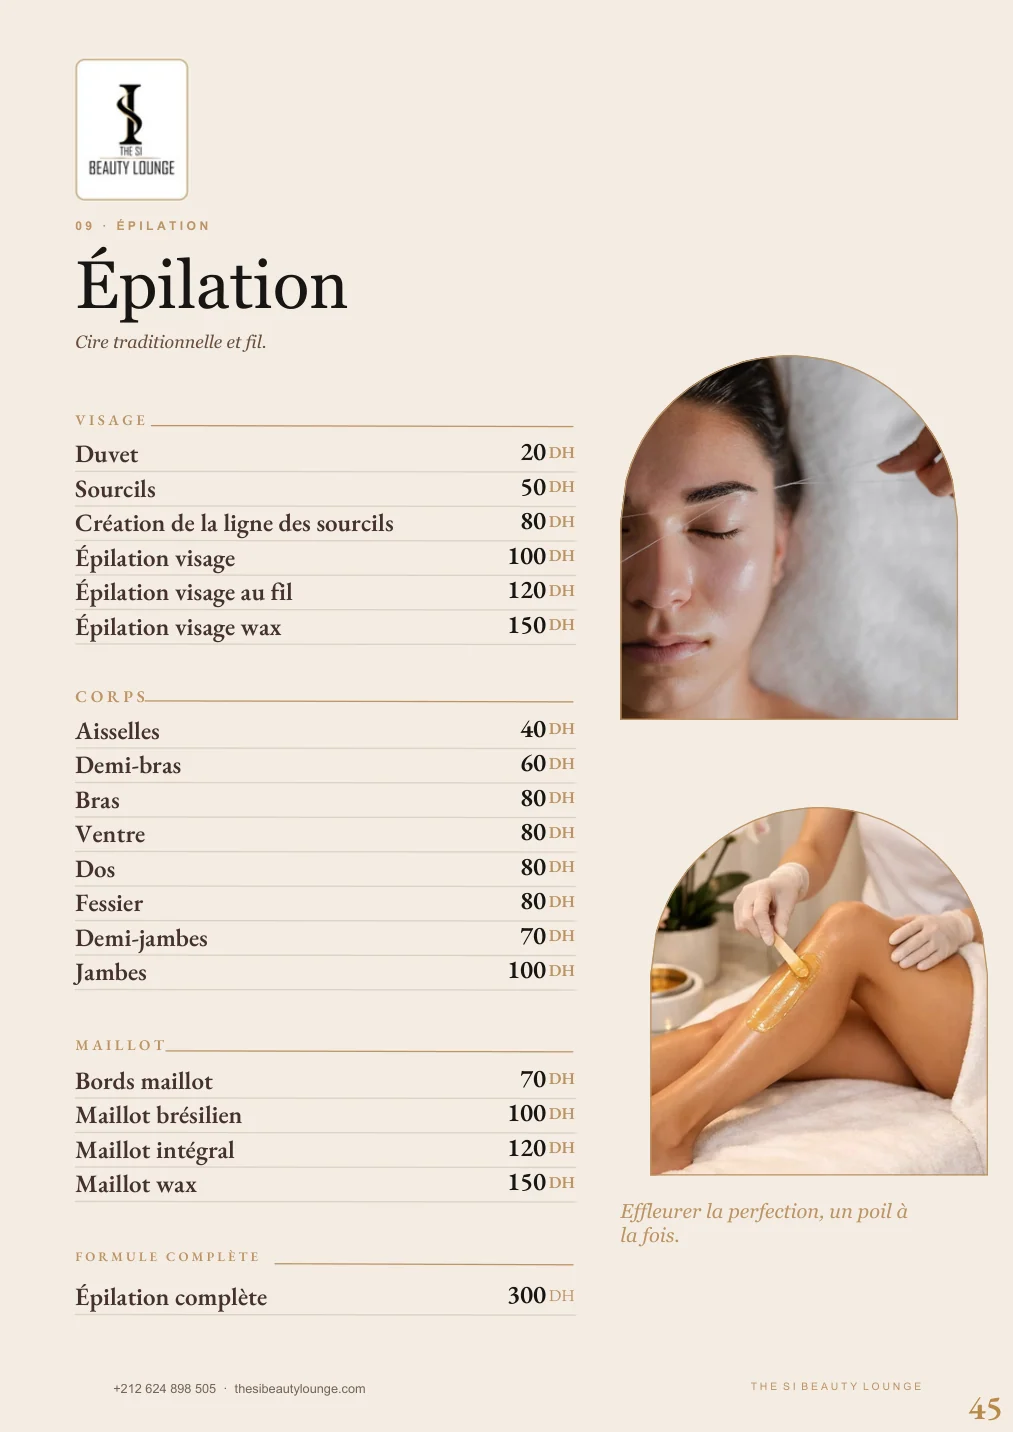 THE SI
BEAUTY LOUNGE
09 · ÉPILATION
Épilation
Cire traditionnelle et fil.
VISAGE
Duvet 20 DH
Sourcils 50 DH
Création de la ligne des sourcils 80 DH
Épilation visage 100 DH
Épilation visage au fil 120 DH
Épilation visage wax 150 DH
CORPS
Aisselles 40 DH
Demi-bras 60 DH
Bras 80 DH
Ventre 80 DH
Dos 80 DH
Fessier 80 DH
Demi-jambes 70 DH
Jambes 100 DH
MAILLOT
Bords maillot 70 DH
Maillot brésilien 100 DH
Maillot intégral 120 DH
Maillot wax 150 DH
FORMULE COMPLÈTE
Épilation complète 300 DH
Effleurer la perfection, un poil à
la fois.
+212 624 898 505 · thesibeautylounge.com
THE SI BEAUTY LOUNGE
45